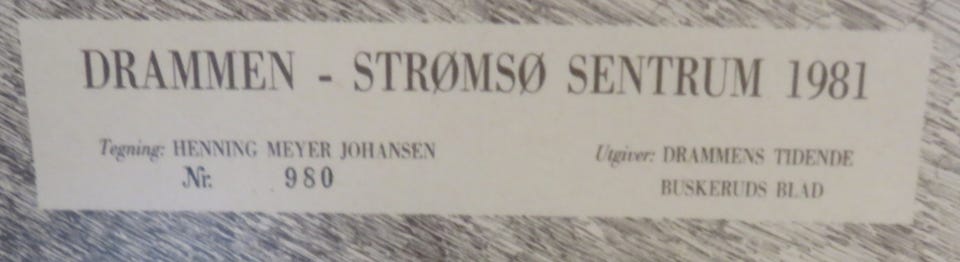 DRAMMEN - STRØMSØ SENTRUM 1981
Tegning: HENNING MEYER JOHANSEN
Nr. 980
Utgiver: DRAMMENS TIDENDE
BUSKERUDS BLAD